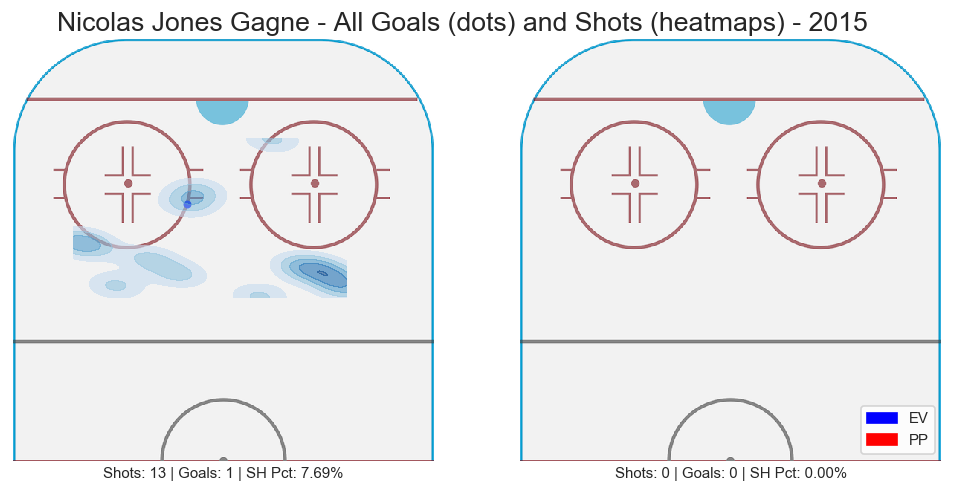 Nicolas Jones Gagne - All Goals (dots) and Shots (heatmaps) - 2015
EV
PP
Shots: 13 | Goals: 1 | SH Pct: 7.69%
Shots: 0 | Goals: 0 | SH Pct: 0.00%